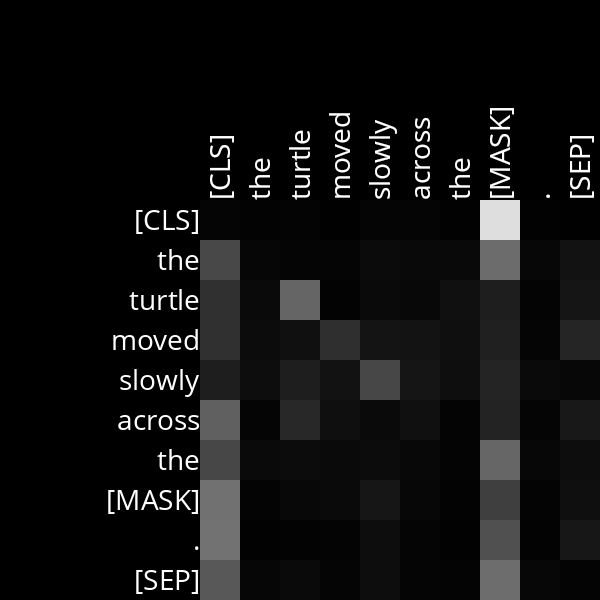 [CLS] the turtle moved slowly across the [MASK] . [SEP]
[CLS]
the
turtle
moved
slowly
across
the
[MASK]
.
[SEP]